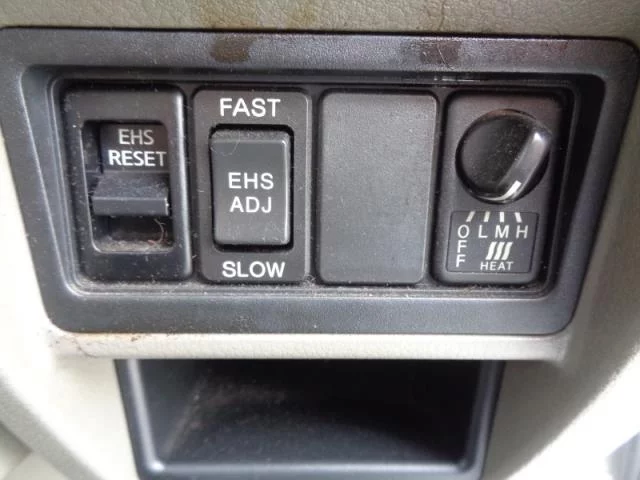 EHS
RESET
FAST
EHS
ADJ
SLOW
OFF
L M H
HEAT